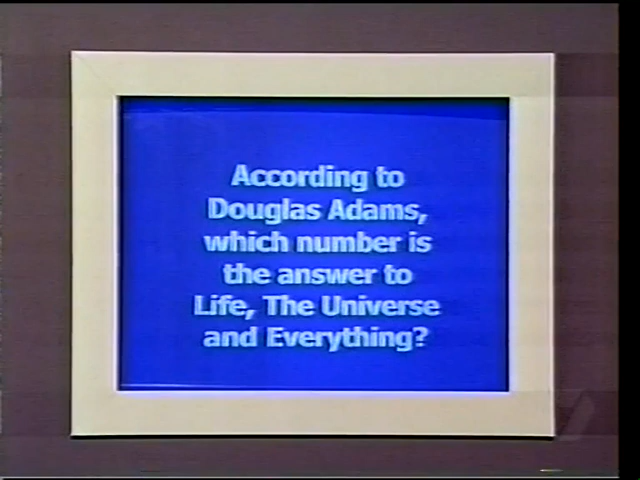 According to
Douglas Adams,
which number is
the answer to
Life, The Universe
and Everything?